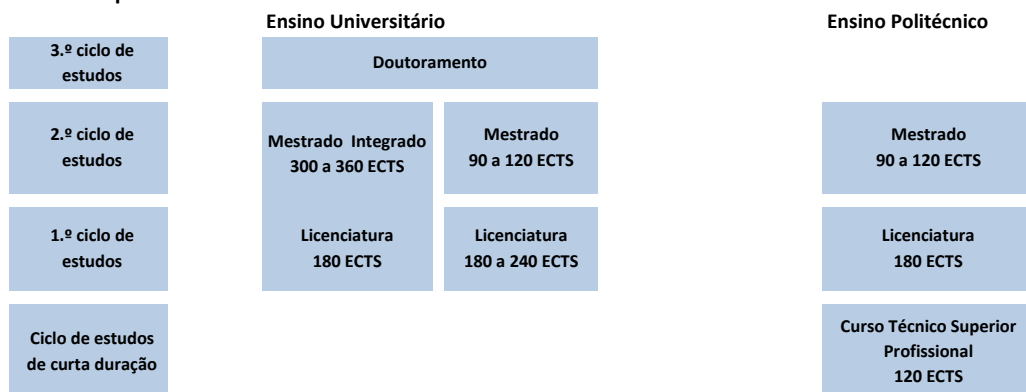 Ensino Universitário
Ensino Politécnico
3.º ciclo de
estudos
Doutoramento
2.º ciclo de
estudos
Mestrado Integrado
300 a 360 ECTS
Mestrado
90 a 120 ECTS
Mestrado
90 a 120 ECTS
1.º ciclo de
estudos
Licenciatura
180 ECTS
Licenciatura
180 a 240 ECTS
Licenciatura
180 ECTS
Ciclo de estudos
de curta duração
Curso Técnico Superior
Profissional
120 ECTS